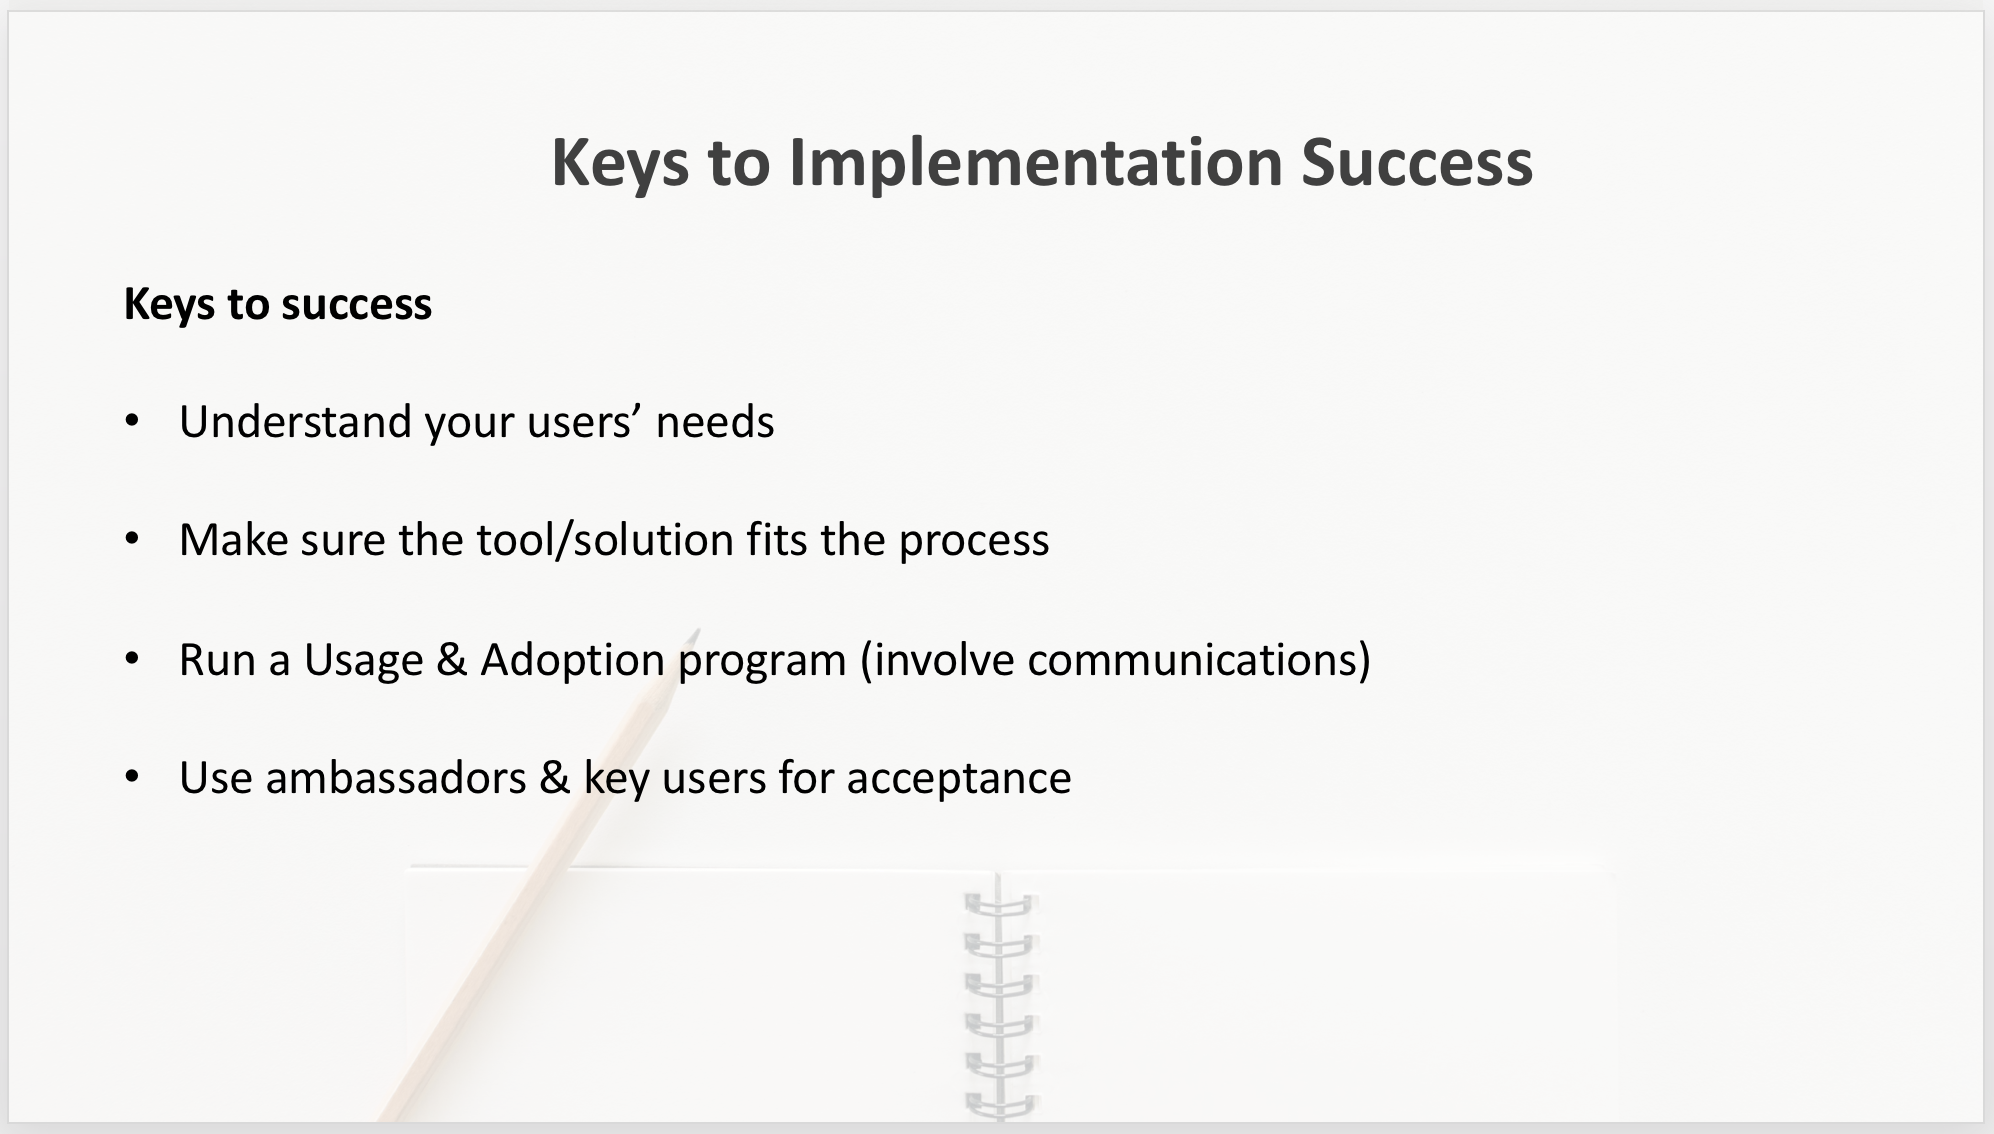 Keys to Implementation Success
Keys to success
• Understand your users’ needs
• Make sure the tool/solution fits the process
• Run a Usage & Adoption program (involve communications)
• Use ambassadors & key users for acceptance